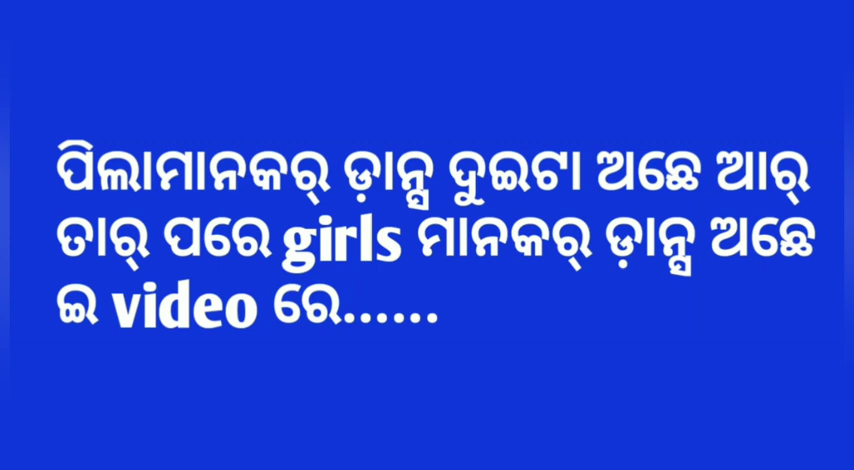 ପିଲାମାନକର୍ ଡ଼ାନ୍ସ ଦୁଇଟା ଅଛେ ଆର୍
ତାର୍ ପରେ girls ମାନକର୍ ଡ଼ାନ୍ସ ଅଛେ
ଇ video ରେ......